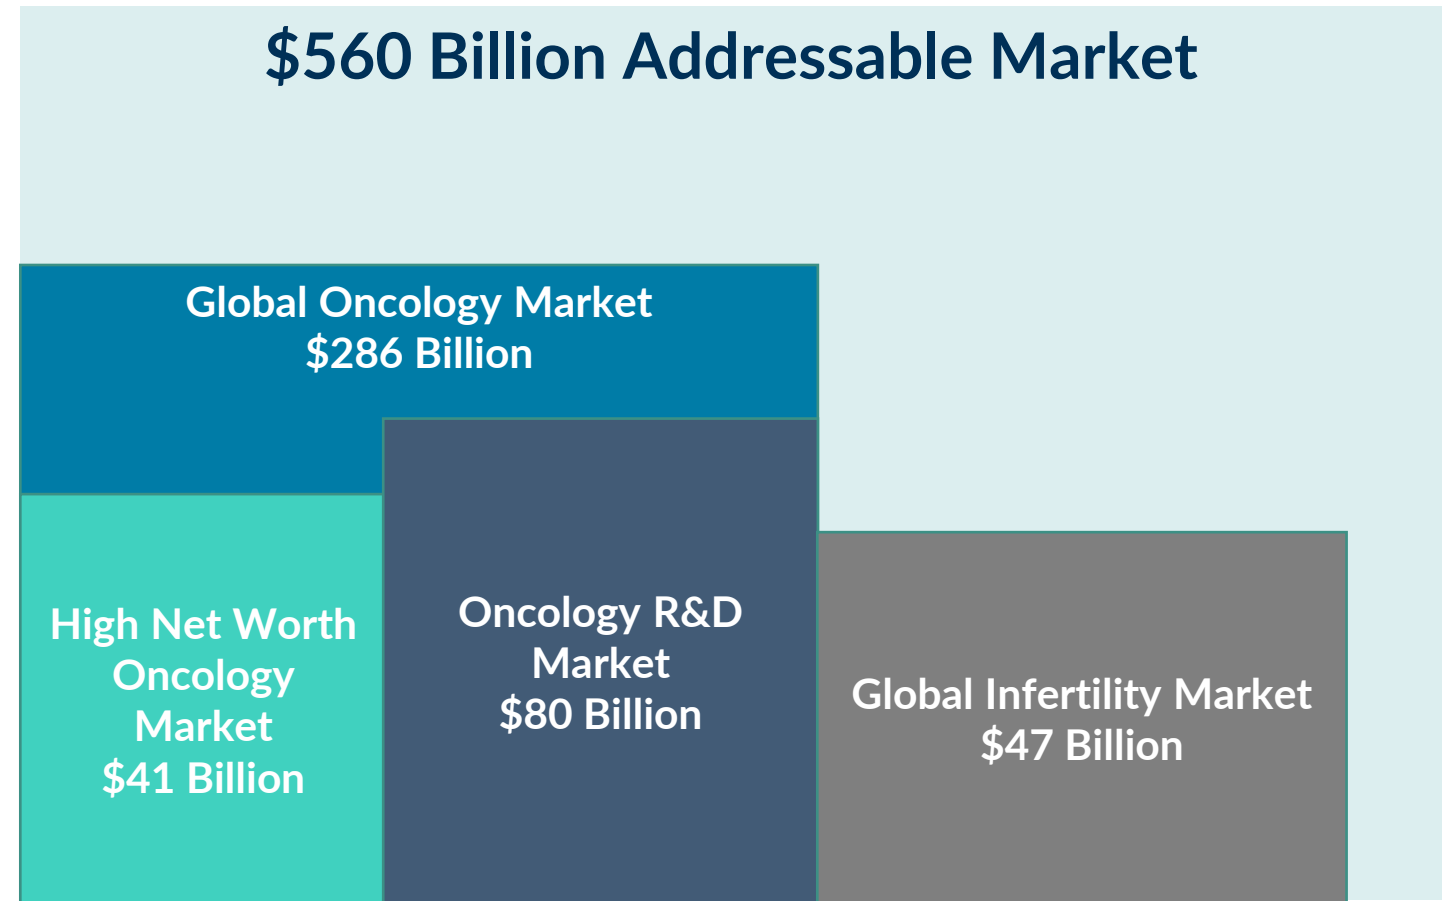 $560 Billion Addressable Market
Global Oncology Market
$286 Billion
High Net Worth
Oncology
Market
$41 Billion
Oncology R&D
Market
$80 Billion
Global Infertility Market
$47 Billion